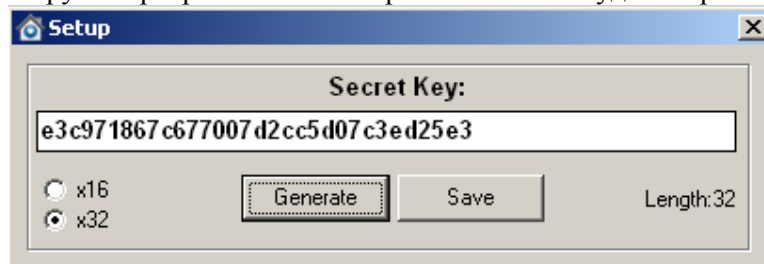 Setup
Secret Key:
e3c971867c677007d2cc5d07c3ed25e3
x16
Generate
Save
Length:32
x32